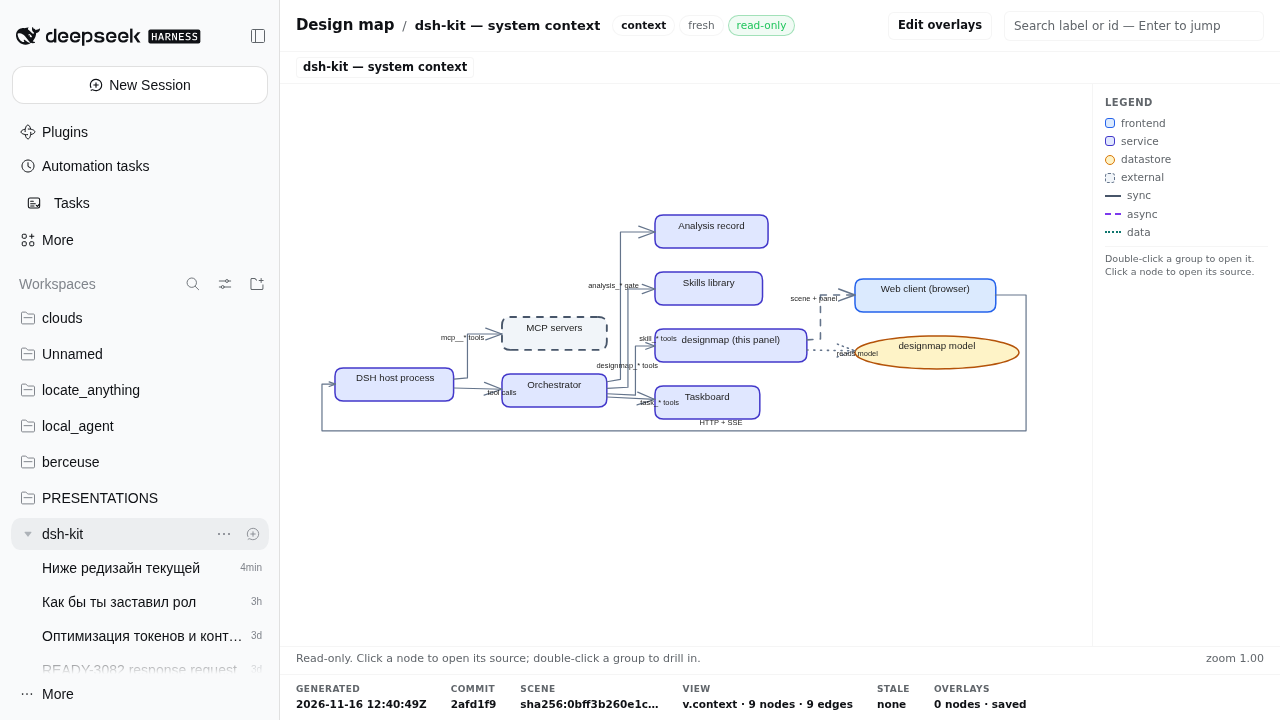 deepseek HARNESS
New Session
Plugins
Automation tasks
Tasks
More
Workspaces
clouds
Unnamed
locate_anything
local_agent
berceuse
PRESENTATIONS
dsh-kit
Ниже редизайн текущей 4min
Как бы ты заставил рол 3h
Оптимизация токенов и конт… 3d
READY-3082 response request 3d
More
Design map / dsh-kit — system context context fresh read-only
Edit overlays
Search label or id — Enter to jump
dsh-kit — system context
Analysis record
analysis_* gate
Skills library
scene + panel
Web client (browser)
MCP servers
mcp__* tools
skill_* tools
designmap (this panel)
designmap model
reads model
designmap_* tools
DSH host process
tool calls
Orchestrator
task_* tools
Taskboard
HTTP + SSE
LEGEND
frontend
service
datastore
external
sync
async
data
Double-click a group to open it.
Click a node to open its source.
Read-only. Click a node to open its source; double-click a group to drill in.
zoom 1.00
GENERATED
2026-11-16 12:40:49Z
COMMIT
2afd1f9
SCENE
sha256:0bff3b260e1c…
VIEW
v.context · 9 nodes · 9 edges
STALE
none
OVERLAYS
0 nodes · saved